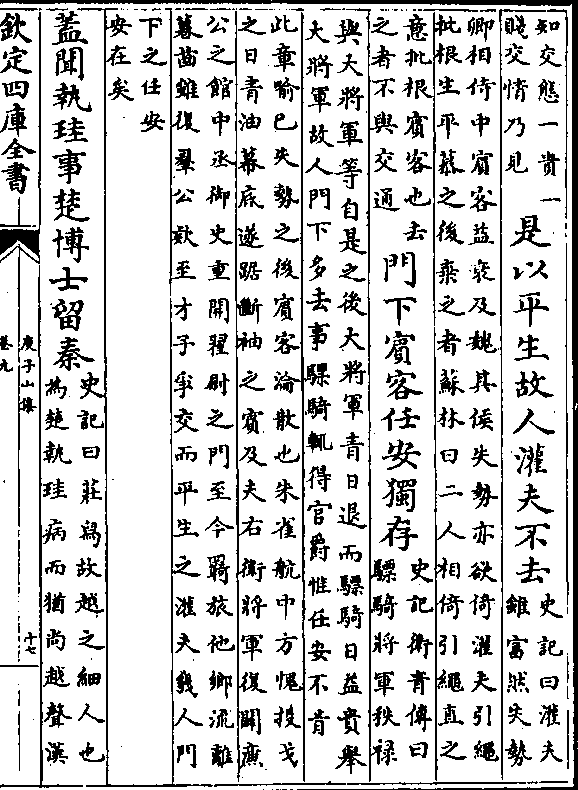 知交態一貴一
賤交情乃見
是以平生故人灌夫不去
史記曰灌夫
雖富然失勢
卿相侍中賓客益衰及魏其侯失勢亦欲倚灌夫引繩
批根生平慕之後棄之者蘇林曰二人相倚引繩直之
意批根賓客也去
之者不與交通
門下賓客任安獨存
史記衛青傳曰
驃騎將軍秩禄
與大將軍等自是之後大將軍青日退而驃騎日益貴舉
大將軍故人門下多去事驃騎輒得官爵惟任安不肯
此章喻已失勢之後賓客淪散也朱雀航中方愧投戈
之日青油幕底遂踞斷袖之賓及夫右衛將軍復闢
公之館中丞御史重開翟尉之門至今羇旅他鄉流離
暮齒雖復羣公欵至才子爭交而平生之灌夫幾人門
下之任安
安在矣
蓋聞執珪事楚博士留秦
史記曰莊舄故越之細人也
為楚執珪病而猶尚越聲漢
欽定四庫全書
庾子山集
卷九
十七